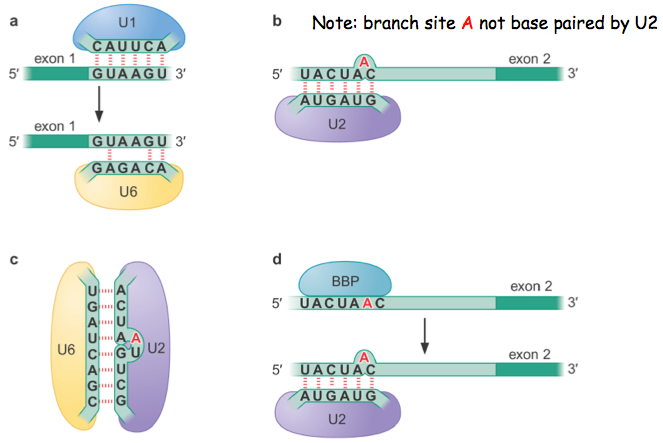 a
U1
CAUUCA
exon 1
5′ GUAAGU 3′
exon 1
5′ GUAAGU 3′
GAGACA
U6
b
Note: branch site A not base paired by U2
A
exon 2
5′ UACUAC 3′
AUGAUG
U2
c
U6
UGAUCAGC
ACUAGUCG
A
U
U2
d
BBP
exon 2
5′ UACUAAC 3′
A
exon 2
5′ UACUAC 3′
AUGAUG
U2